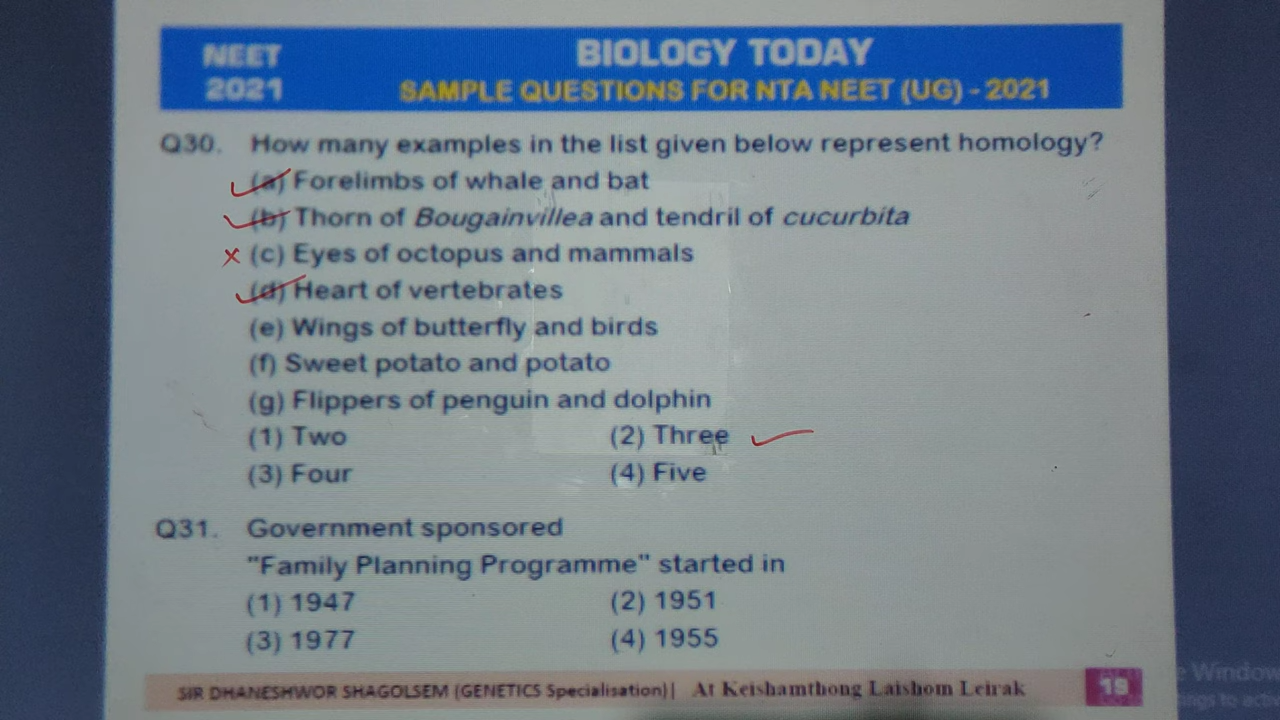 NEET
2021
BIOLOGY TODAY
SAMPLE QUESTIONS FOR NTA NEET (UG) - 2021
Q30. How many examples in the list given below represent homology?
(a) Forelimbs of whale and bat
(b) Thorn of Bougainvillea and tendril of cucurbita
(c) Eyes of octopus and mammals
(d) Heart of vertebrates
(e) Wings of butterfly and birds
(f) Sweet potato and potato
(g) Flippers of penguin and dolphin
(1) Two (2) Three
(3) Four (4) Five
Q31. Government sponsored
"Family Planning Programme" started in
(1) 1947 (2) 1951
(3) 1977 (4) 1955
SIR DHANESHWOR SHAGOLSEM (GENETICS Specialisation)| At Keishamthong Laishom Leirak 19